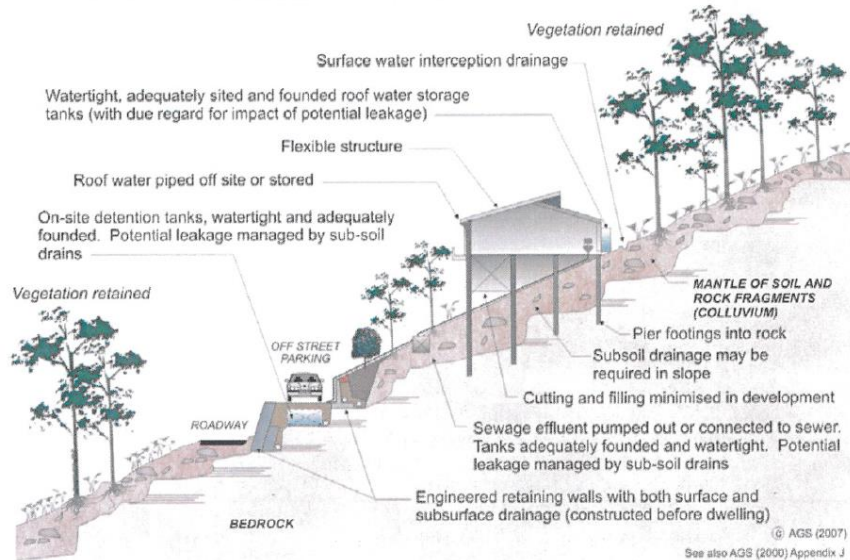 Vegetation retained
Surface water interception drainage
Watertight, adequately sited and founded roof water storage
tanks (with due regard for impact of potential leakage)
Flexible structure
Roof water piped off site or stored
On-site detention tanks, watertight and adequately
founded. Potential leakage managed by sub-soil
drains
Vegetation retained
MANTLE OF SOIL AND
ROCK FRAGMENTS
(COLLUVIUM)
Pier footings into rock
OFF STREET
PARKING
Subsoil drainage may be
required in slope
Cutting and filling minimised in development
ROADWAY
Sewage effluent pumped out or connected to sewer.
Tanks adequately founded and watertight. Potential
leakage managed by sub-soil drains
Engineered retaining walls with both surface and
subsurface drainage (constructed before dwelling)
BEDROCK
© AGS (2007)
See also AGS (2000) Appendix J